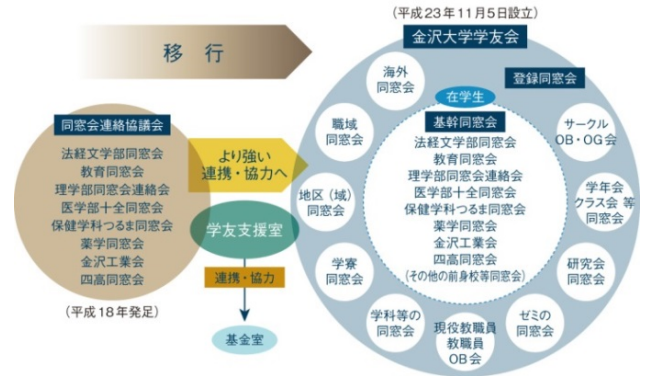 (平成23年11月5日設立)
移 行
金沢大学学友会
登録同窓会
海外
同窓会
在学生
同窓会連絡協議会
法経文学部同窓会
教育同窓会
理学部同窓会連絡会
医学部十全同窓会
保健学科つるま同窓会
薬学同窓会
金沢工業会
四高同窓会
(平成18年発足)
より強い
連携・協力へ
学友支援室
連携・協力
基金室
基幹同窓会
法経文学部同窓会
教育同窓会
理学部同窓会連絡会
医学部十全同窓会
保健学科つるま同窓会
薬学同窓会
金沢工業会
四高同窓会
(その他の前身校等同窓会)
職域
同窓会
地区(域)
同窓会
学寮
同窓会
学科等の
同窓会
現役教職員
教職員
OB会
ゼミの
同窓会
研究会
同窓会
学年会
クラス会 等
同窓会
サークル
OB・OG会